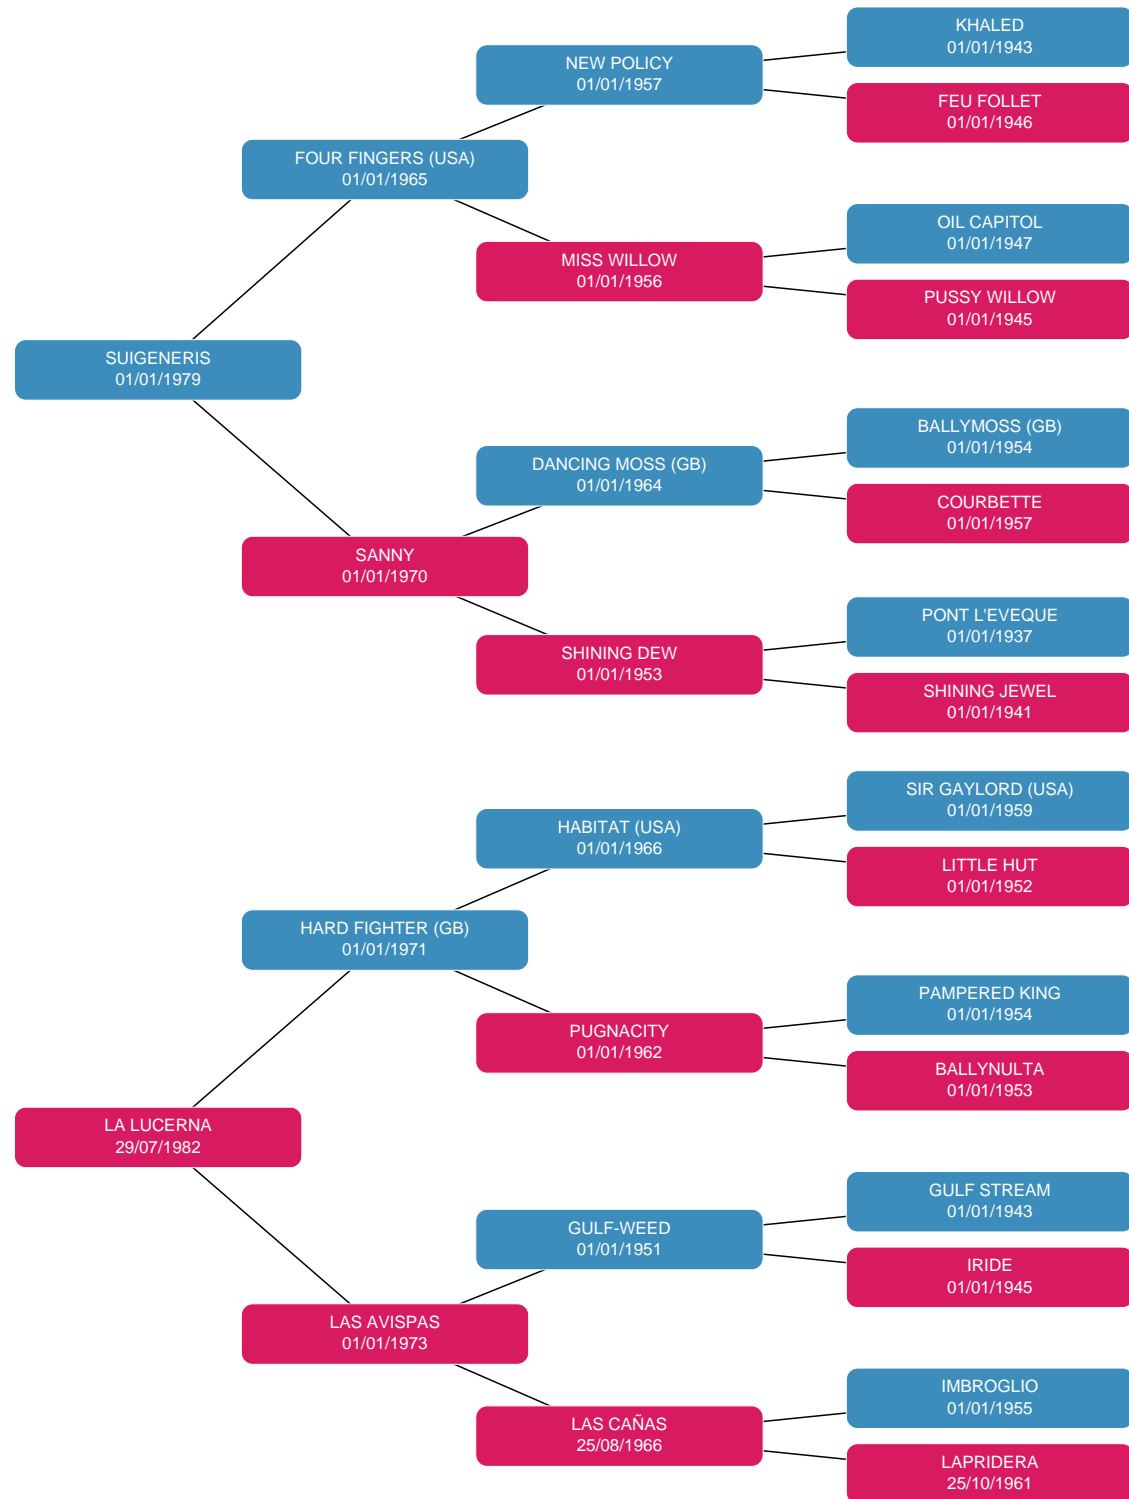 KHALED
01/01/1943
NEW POLICY
01/01/1957
FEU FOLLET
01/01/1946
FOUR FINGERS (USA)
01/01/1965
OIL CAPITOL
01/01/1947
MISS WILLOW
01/01/1956
PUSSY WILLOW
01/01/1945
SUIGENERIS
01/01/1979
BALLYMOSS (GB)
01/01/1954
DANCING MOSS (GB)
01/01/1964
COURBETTE
01/01/1957
SANNY
01/01/1970
PONT L'EVEQUE
01/01/1937
SHINING DEW
01/01/1953
SHINING JEWEL
01/01/1941
SIR GAYLORD (USA)
01/01/1959
HABITAT (USA)
01/01/1966
LITTLE HUT
01/01/1952
HARD FIGHTER (GB)
01/01/1971
PAMPERED KING
01/01/1954
PUGNACITY
01/01/1962
BALLYNULTA
01/01/1953
LA LUCERNA
29/07/1982
GULF STREAM
01/01/1943
GULF-WEED
01/01/1951
IRIDE
01/01/1945
LAS AVISPAS
01/01/1973
IMBROGLIO
01/01/1955
LAS CAÑAS
25/08/1966
LAPRIDERA
25/10/1961